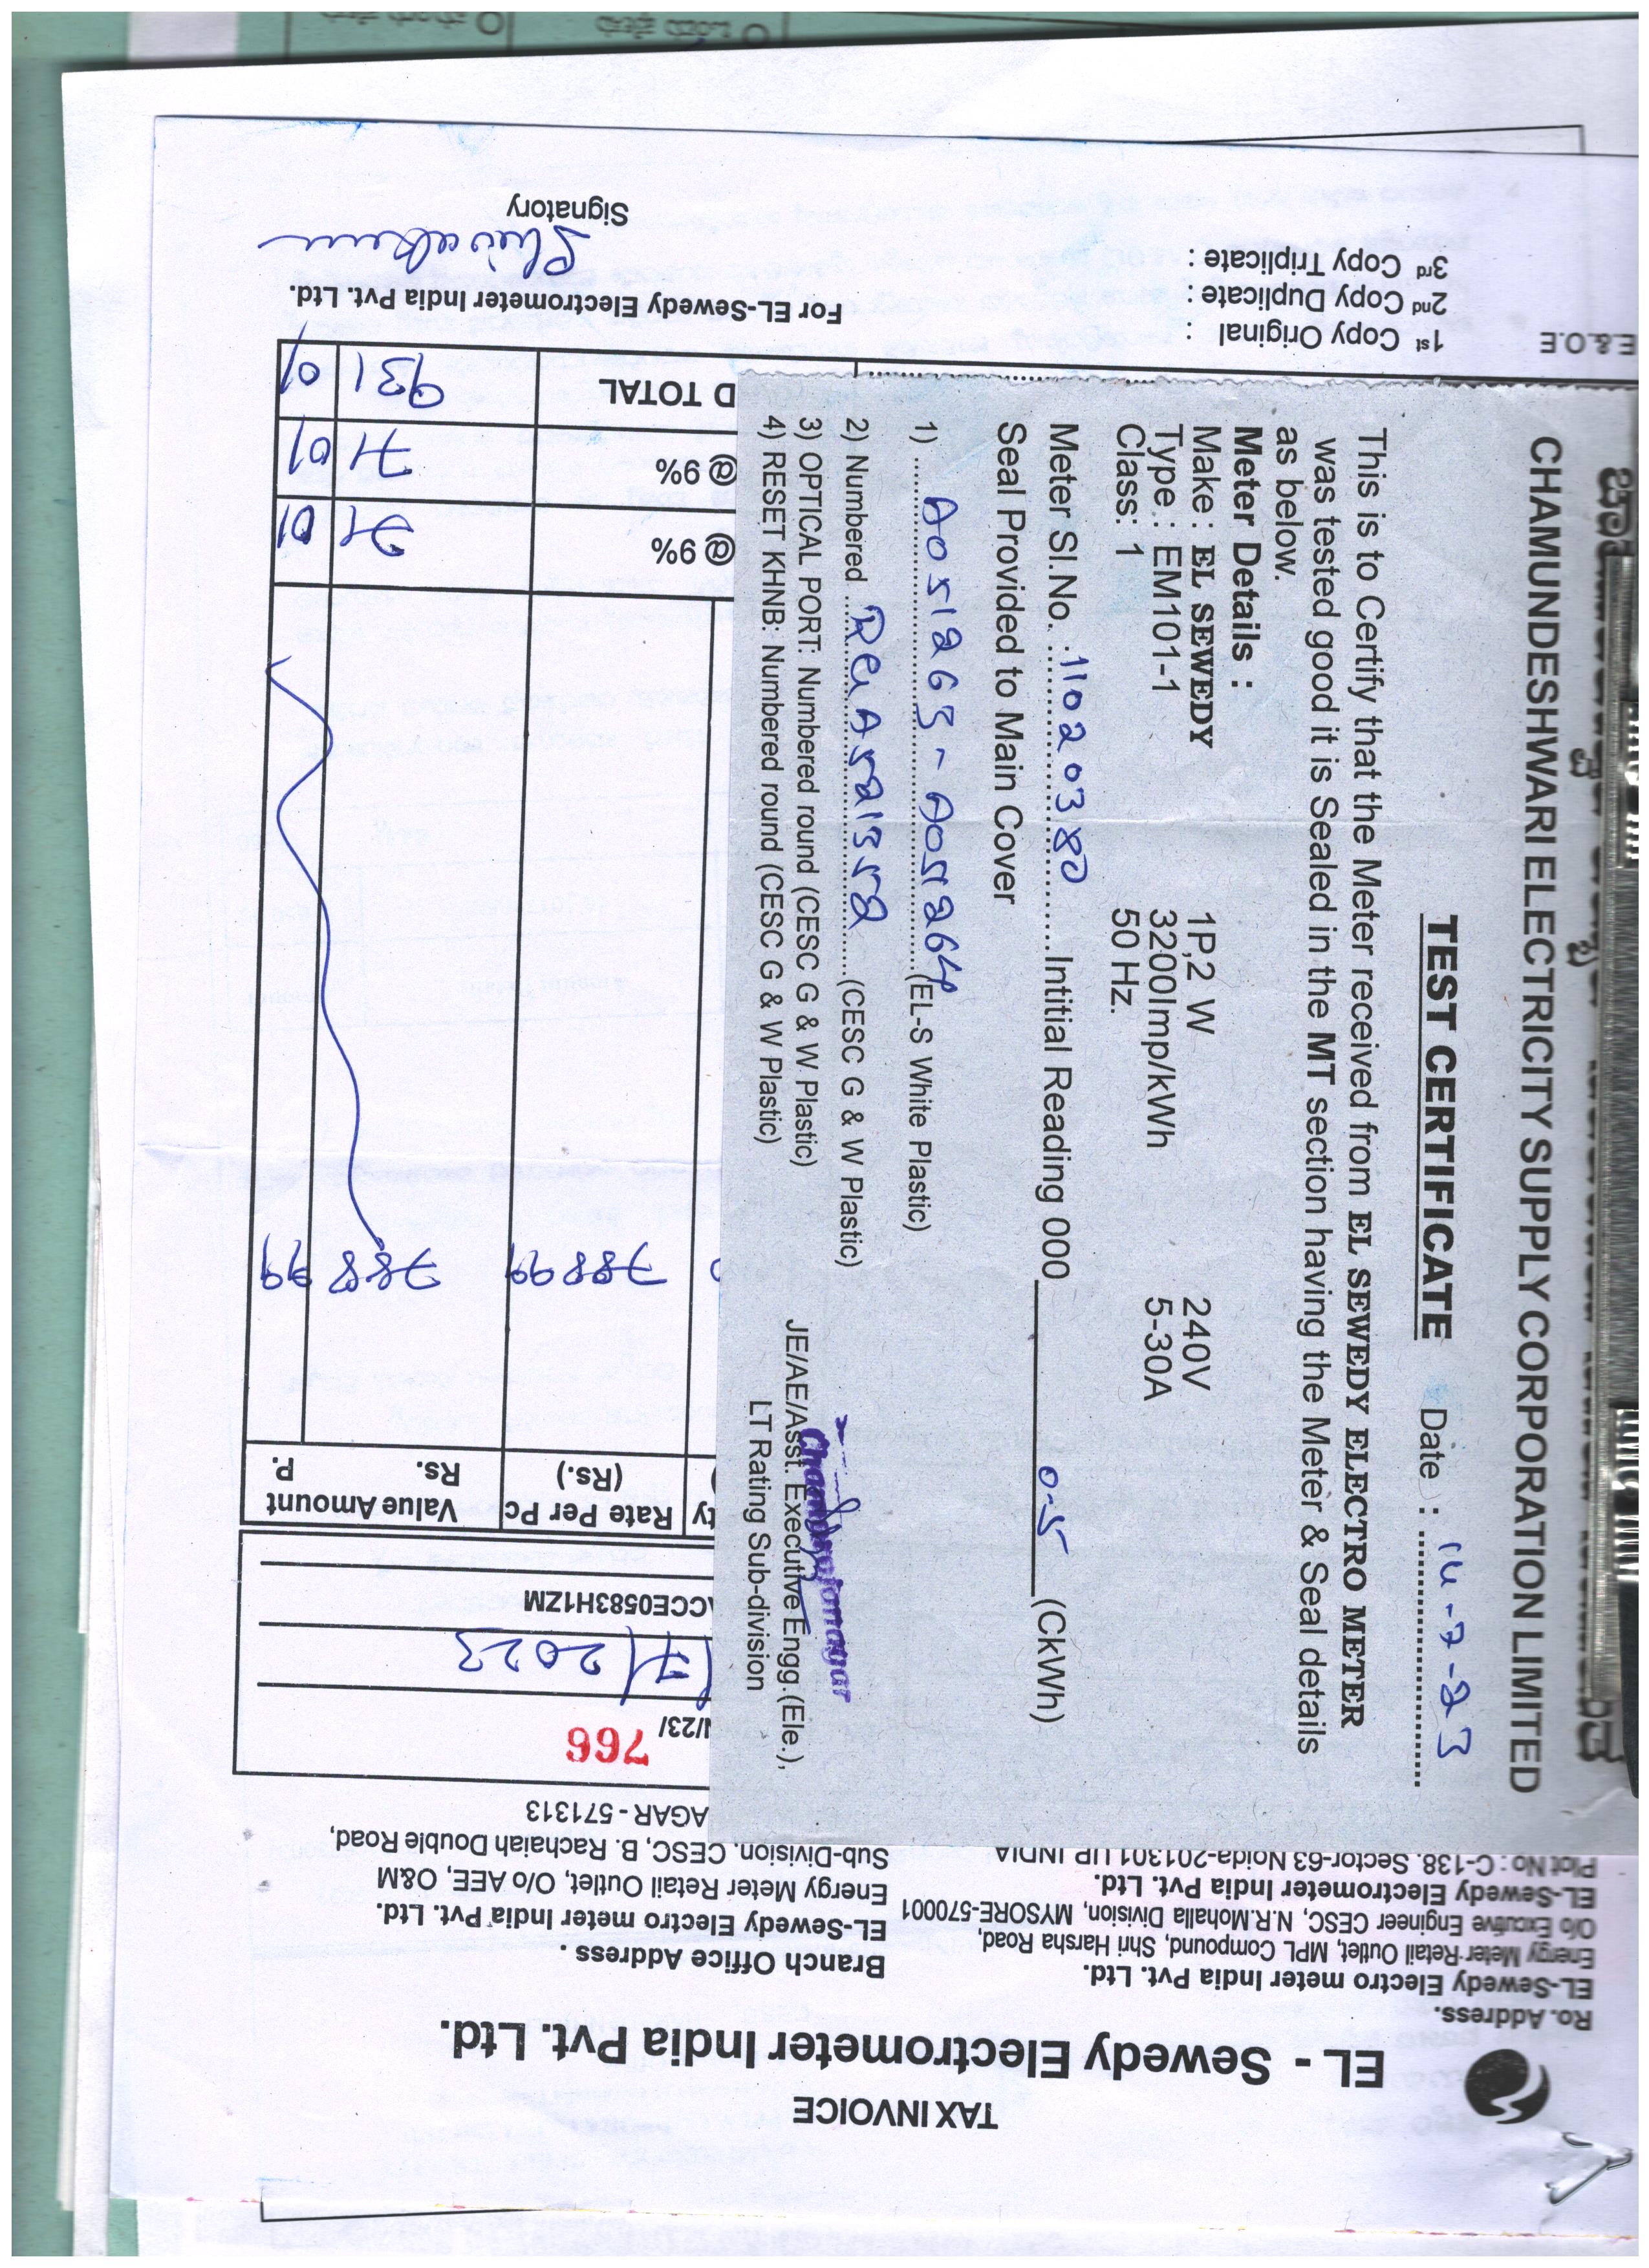 CHAMUNDESHWARI ELECTRICITY SUPPLY CORPORATION LIMITED
TEST CERTIFICATE Date : 14-7-23
This is to Certify that the Meter received from EL SEWEDY ELECTRO METER
was tested good it is Sealed in the MT section having the Meter & Seal details
as below.
Meter Details :
Make : EL SEWEDY 1P,2 W 240V
Type : EM101-1 3200Imp/kWh 5-30A
Class: 1 50 Hz.
Meter Sl.No. 11020380 Intitial Reading 000 0.5 (CkWh)
Seal Provided to Main Cover
1) (EL-S White Plastic)
2) Numbered (CESC G & W Plastic)
3) OPTICAL PORT: Numbered round (CESC G & W Plastic)
4) RESET KHNB: Numbered round (CESC G & W Plastic)
JE/AE/Asst. Executive Engg.(Ele.),
Chamarajanagar
LT Rating Sub-division
TAX INVOICE
EL - Sewedy Electrometer India Pvt. Ltd.
Ro. Address.
EL-Sewedy Electro meter India Pvt. Ltd.
Energy Meter Retail Outlet, MPL Compound, Shri Harsha Road,
O/o Executive Engineer CESC, N.R.Mohalla Division, MYSORE-570001
EL-Sewedy Electrometer India Pvt. Ltd.
Plot No : C-138, Sector-63 Noida-201301 UP INDIA
Branch Office Address .
EL-Sewedy Electro meter India Pvt. Ltd.
Energy Meter Retail Outlet, O/o AEE, O&M
Sub-Division, CESC, B. Rachaiah Double Road,
AGAR - 571313
/23/ 766
/7/2023
CCE0583H1ZM
ty Rate Per Pc (Rs.) Value Amount Rs. P.
788 99 788 99
@ 9% 71 01
@ 9% 71 01
D TOTAL 931 01
E.&.O.E
1st Copy Original :
2nd Copy Duplicate :
3rd Copy Triplicate :
For EL-Sewedy Electrometer India Pvt. Ltd.
Signatory